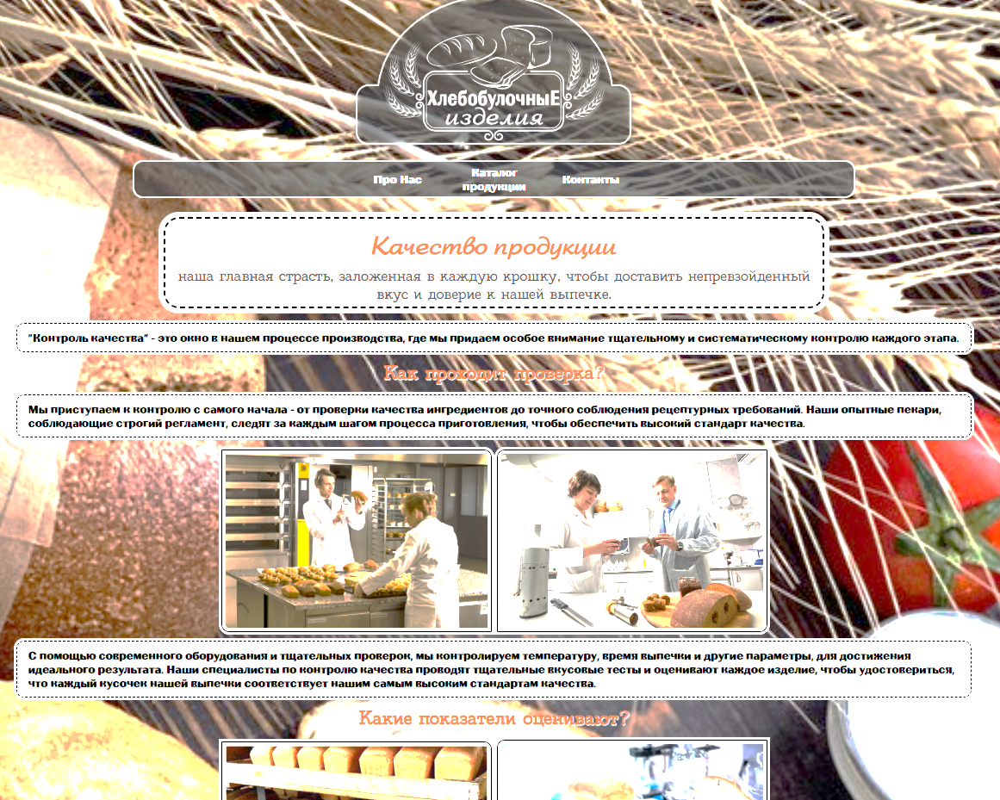 ХлебобулочныЕ
изделия
Про Нас
Каталог
продукции
Контакты
Качество продукции
наша главная страсть, заложенная в каждую крошку, чтобы доставить непревзойденный
вкус и доверие к нашей выпечке.
"Контроль качества" - это окно в нашем процессе производства, где мы придаем особое внимание тщательному и систематическому контролю каждого этапа.
Как проходит проверка?
Мы приступаем к контролю с самого начала - от проверки качества ингредиентов до точного соблюдения рецептурных требований. Наши опытные пекари,
соблюдающие строгий регламент, следят за каждым шагом процесса приготовления, чтобы обеспечить высокий стандарт качества.
С помощью современного оборудования и тщательных проверок, мы контролируем температуру, время выпечки и другие параметры, для достижения
идеального результата. Наши специалисты по контролю качества проводят тщательные вкусовые тесты и оценивают каждое изделие, чтобы удостовериться,
что каждый кусочек нашей выпечки соответствует нашим самым высоким стандартам качества.
Какие показатели оценивают?